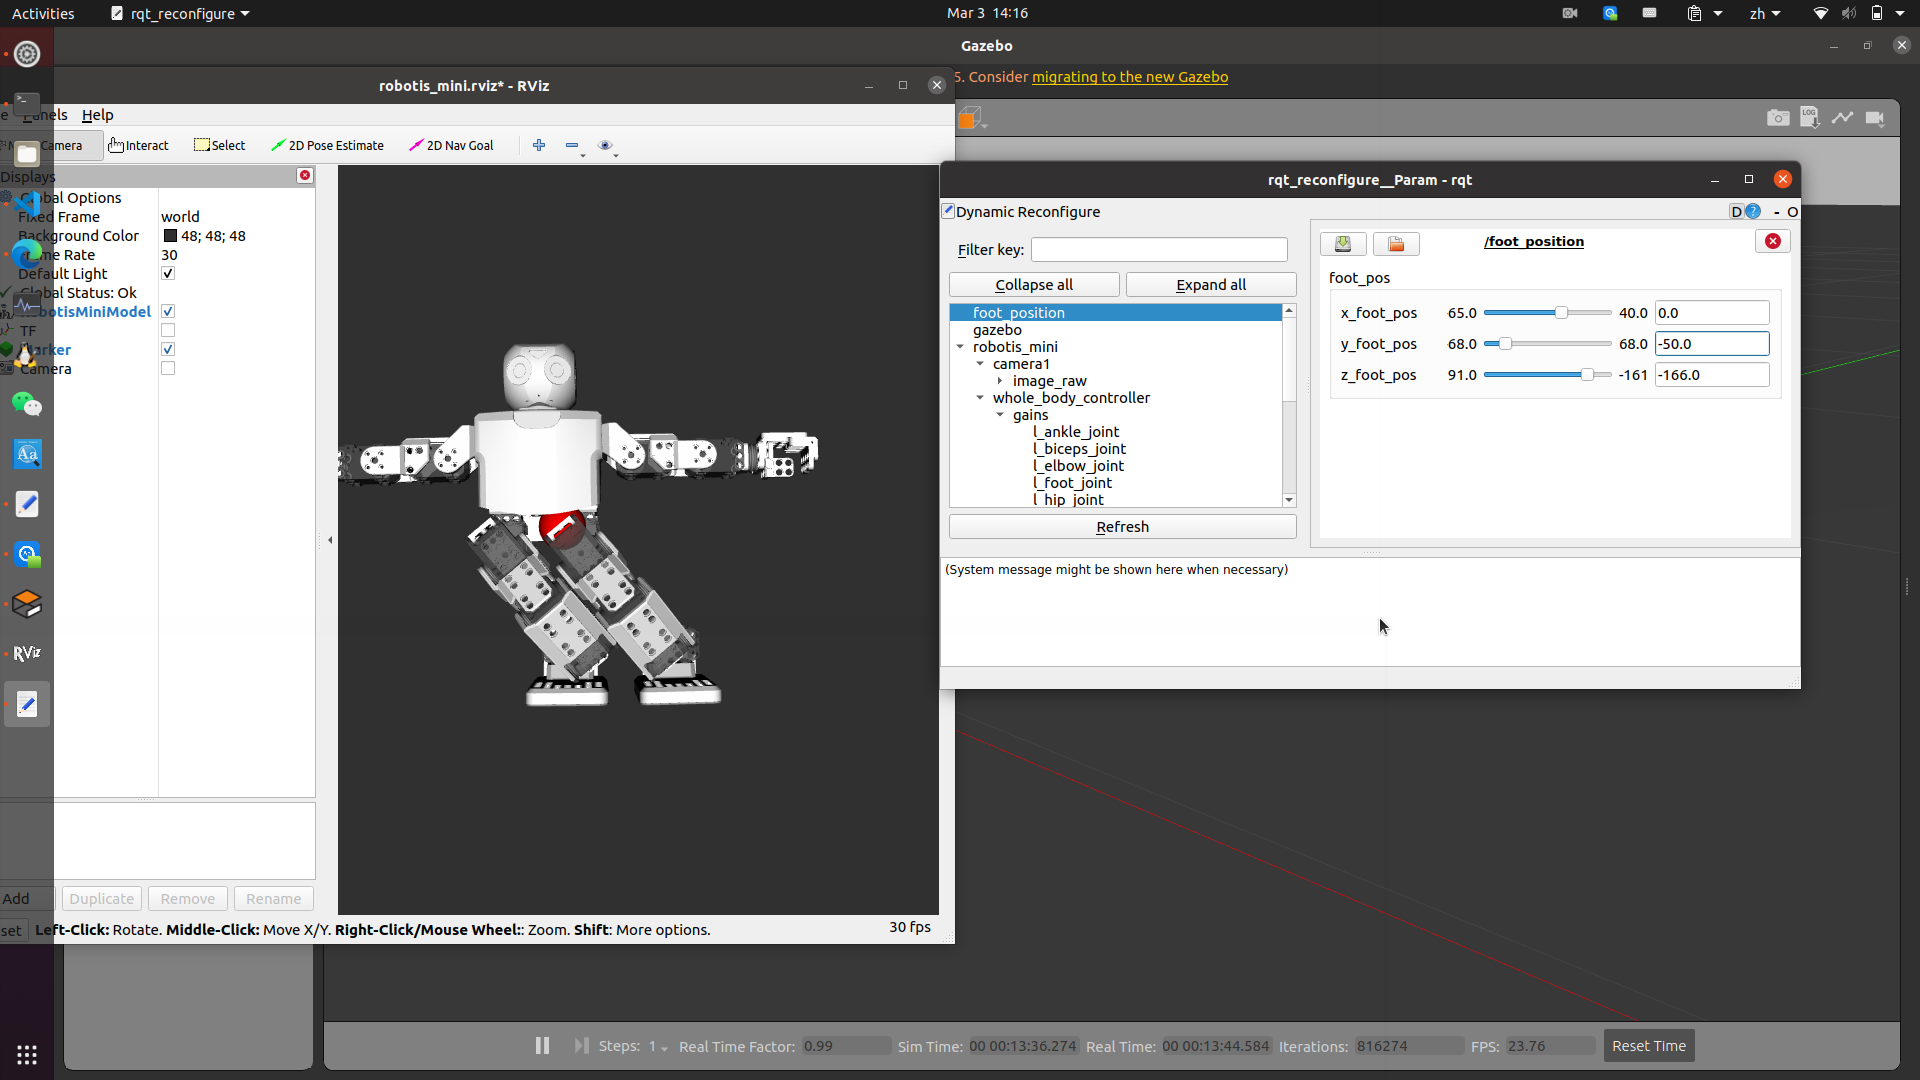 Activities
rqt_reconfigure
Mar 3 14:16
zh
Gazebo
5. Consider migrating to the new Gazebo
robotis_mini.rviz* - RViz
Panels
Help
Camera
Interact
Select
2D Pose Estimate
2D Nav Goal
Displays
Global Options
Fixed Frame
world
Background Color
48; 48; 48
Frame Rate
30
Default Light
Global Status: Ok
RobotisMiniModel
TF
Marker
Camera
Add
Duplicate
Remove
Rename
set
Left-Click: Rotate. Middle-Click: Move X/Y. Right-Click/Mouse Wheel:: Zoom. Shift: More options.
30 fps
RViz
LOG
rqt_reconfigure__Param - rqt
Dynamic Reconfigure
D
- O
Filter key:
Collapse all
Expand all
foot_position
gazebo
robotis_mini
camera1
image_raw
whole_body_controller
gains
l_ankle_joint
l_biceps_joint
l_elbow_joint
l_foot_joint
l_hip_joint
Refresh
/foot_position
foot_pos
x_foot_pos
65.0
40.0
0.0
y_foot_pos
68.0
68.0
-50.0
z_foot_pos
91.0
-161
-166.0
(System message might be shown here when necessary)
Steps: 1
Real Time Factor: 0.99
Sim Time: 00 00:13:36.274
Real Time: 00 00:13:44.584
Iterations: 816274
FPS: 23.76
Reset Time